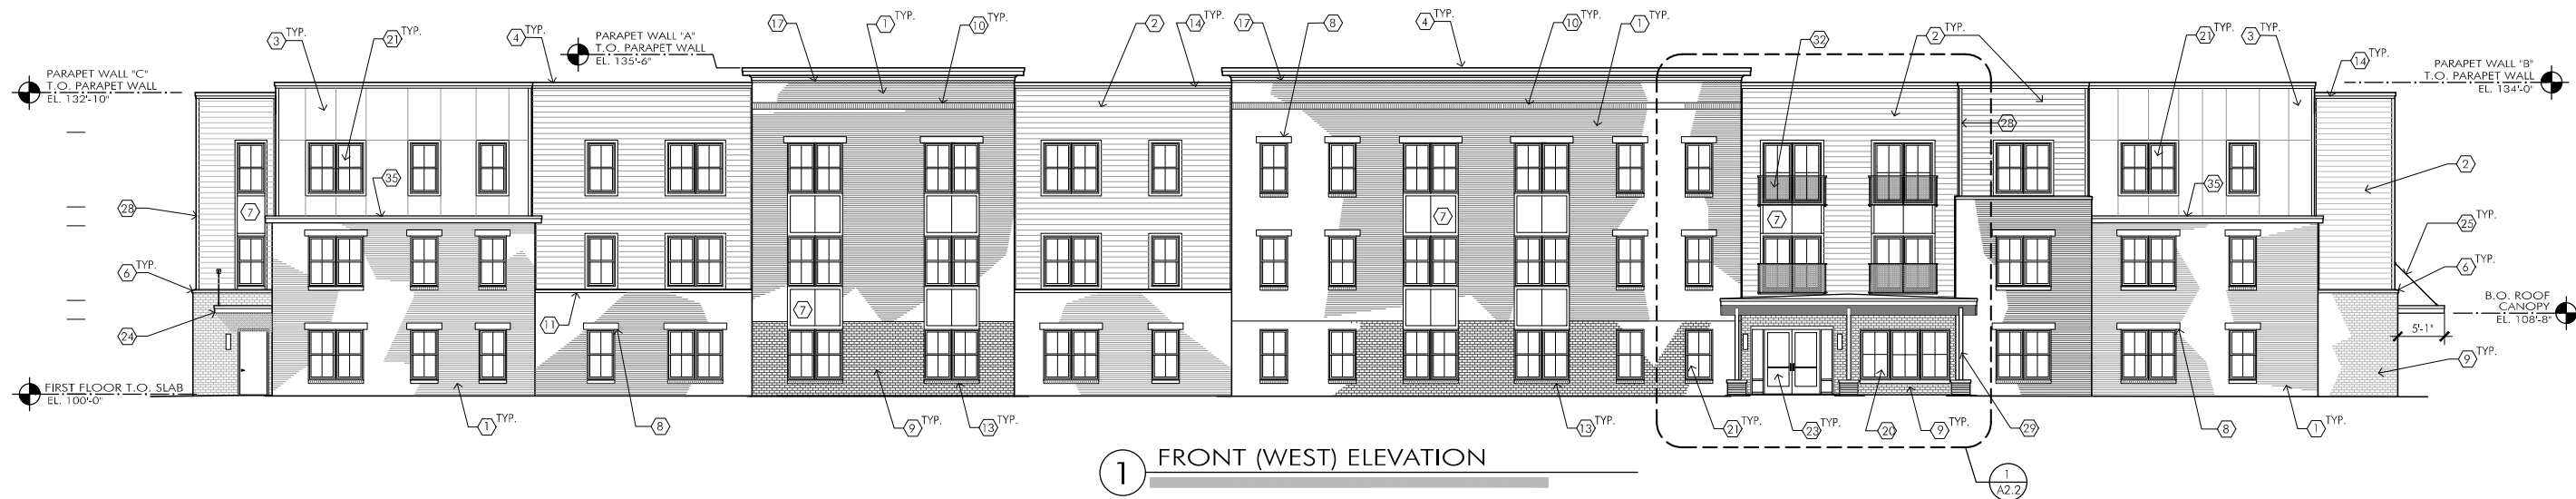 17
1 TYP.
10 TYP.
2
14 TYP.
17
4 TYP.
10 TYP.
8
1 TYP.
3 TYP.
21 TYP.
4 TYP.
PARAPET WALL "A"
T.O. PARAPET WALL
EL. 135'-6"
32
2 TYP.
21 TYP.
3 TYP.
14 TYP.
PARAPET WALL "C"
T.O. PARAPET WALL
EL. 132'-10"
PARAPET WALL "B"
T.O. PARAPET WALL
EL. 134'-0"
28
2
35
35
28
7
7
7
25 TYP.
6 TYP.
6 TYP.
B.O. ROOF
CANOPY
EL. 108'-8"
7
11
24
5'-1"
29
9 TYP.
FIRST FLOOR T.O. SLAB
EL. 100'-0"
1 TYP.
8
9 TYP.
13 TYP.
13 TYP.
21 TYP.
23 TYP.
20
9 TYP.
8
1 TYP.
1
FRONT (WEST) ELEVATION
1
A2.2